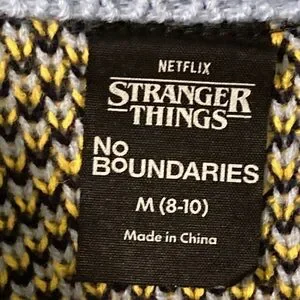 NETFLIX
STRANGER
THINGS
No
BOUNDARIES
M (8-10)
Made in China